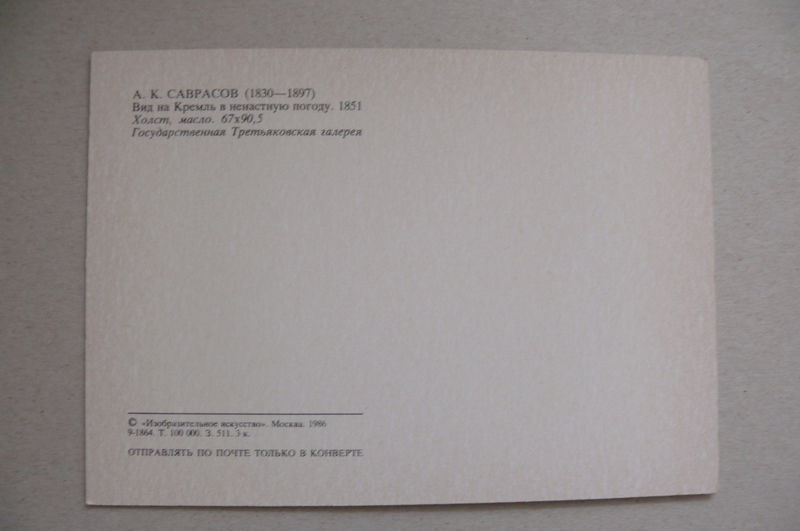 А. К. САВРАСОВ (1830—1897)
Вид на Кремль в ненастную погоду. 1851
Холст, масло. 67х90,5
Государственная Третьяковская галерея
© «Изобразительное искусство». Москва. 1986
9-1864. Т. 100 000. З. 511. 3 к.
ОТПРАВЛЯТЬ ПО ПОЧТЕ ТОЛЬКО В КОНВЕРТЕ